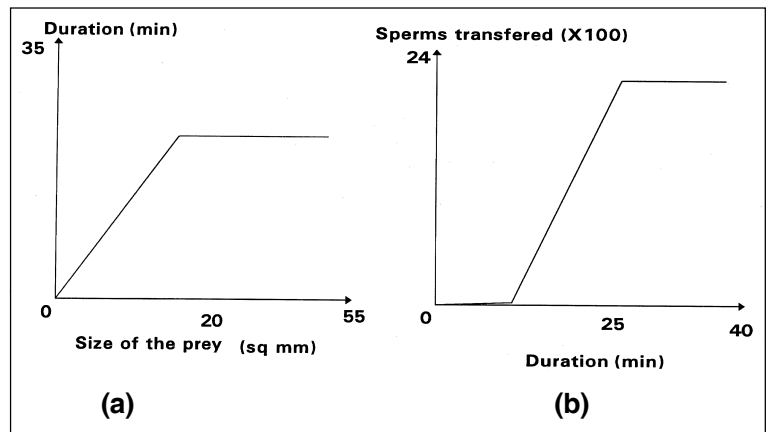 Duration (min)
35
0
20
55
Size of the prey (sq mm)
(a)
Sperms transfered (X100)
24
0
25
40
Duration (min)
(b)